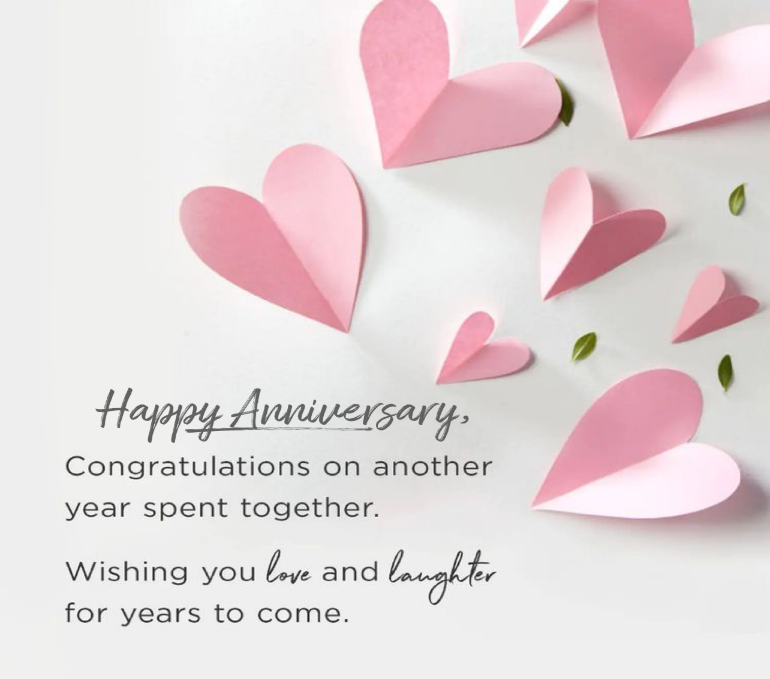 Happy Anniversary,
Congratulations on another
year spent together.
Wishing you love and laughter
for years to come.